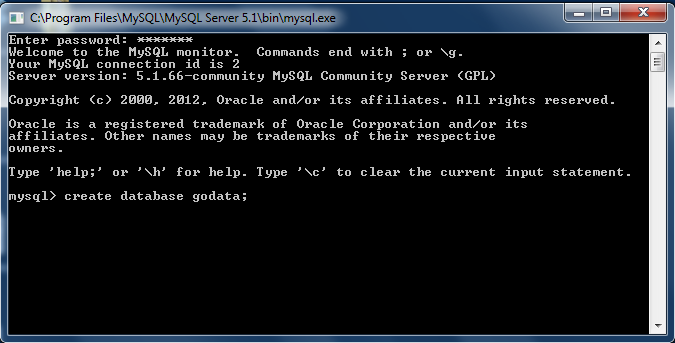 C:\Program Files\MySQL\MySQL Server 5.1\bin\mysql.exe
Enter password: *******
Welcome to the MySQL monitor.  Commands end with ; or \g.
Your MySQL connection id is 2
Server version: 5.1.66-community MySQL Community Server (GPL)
Copyright (c) 2000, 2012, Oracle and/or its affiliates. All rights reserved.
Oracle is a registered trademark of Oracle Corporation and/or its
affiliates. Other names may be trademarks of their respective
owners.
Type 'help;' or '\h' for help. Type '\c' to clear the current input statement.
mysql> create database godata;